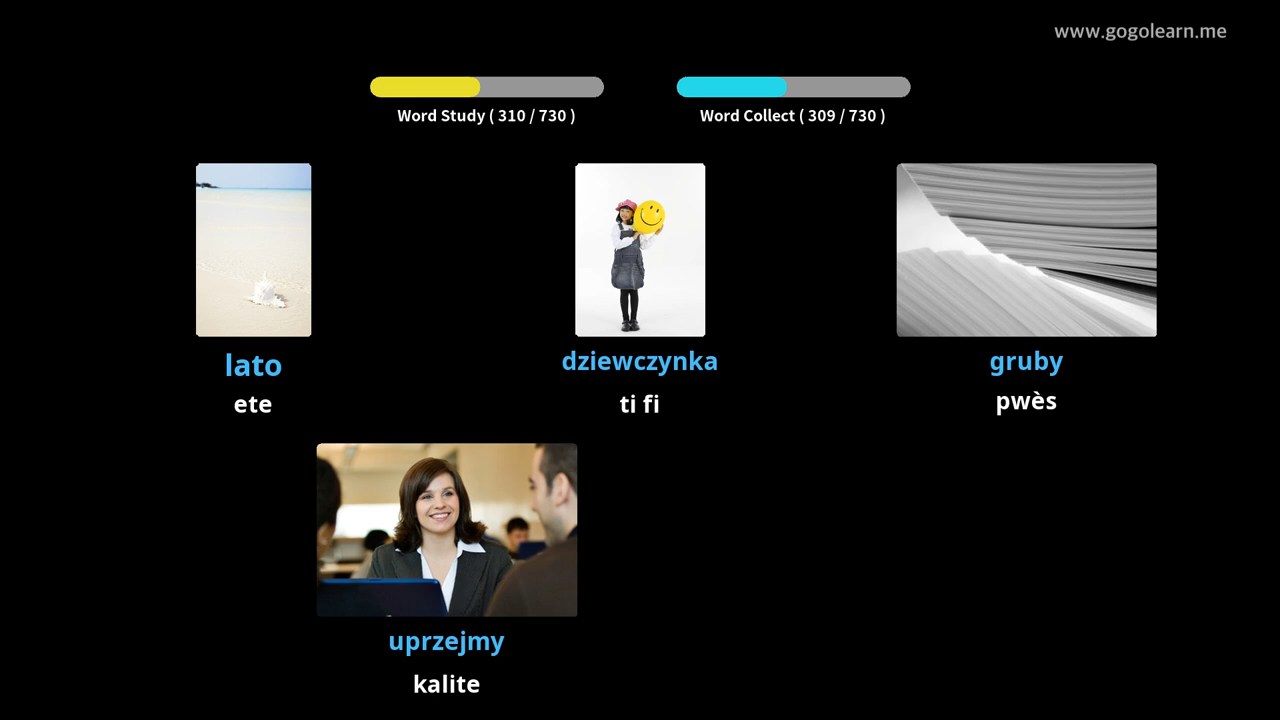 www.gogolearn.me
Word Study ( 310 / 730 )
Word Collect ( 309 / 730 )
lato
ete
dziewczynka
ti fi
gruby
pwès
uprzejmy
kalite